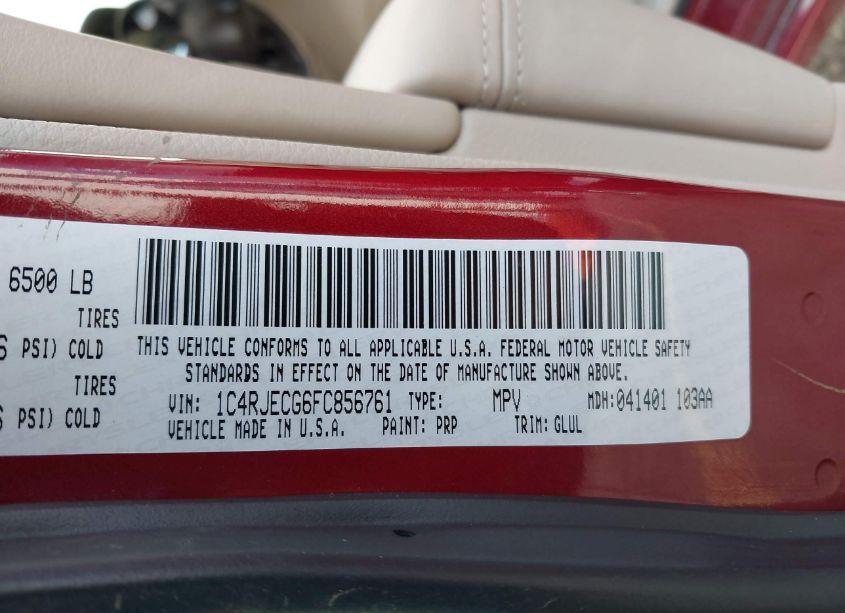 6500 LB
TIRES
PSI) COLD
TIRES
PSI) COLD
THIS VEHICLE CONFORMS TO ALL APPLICABLE U.S.A. FEDERAL MOTOR VEHICLE SAFETY
STANDARDS IN EFFECT ON THE DATE OF MANUFACTURE SHOWN ABOVE.
VIN: 1C4RJECG6FC856761 TYPE: MPV MDH:041401 103AA
VEHICLE MADE IN U.S.A. PAINT: PRP TRIM: GLUL